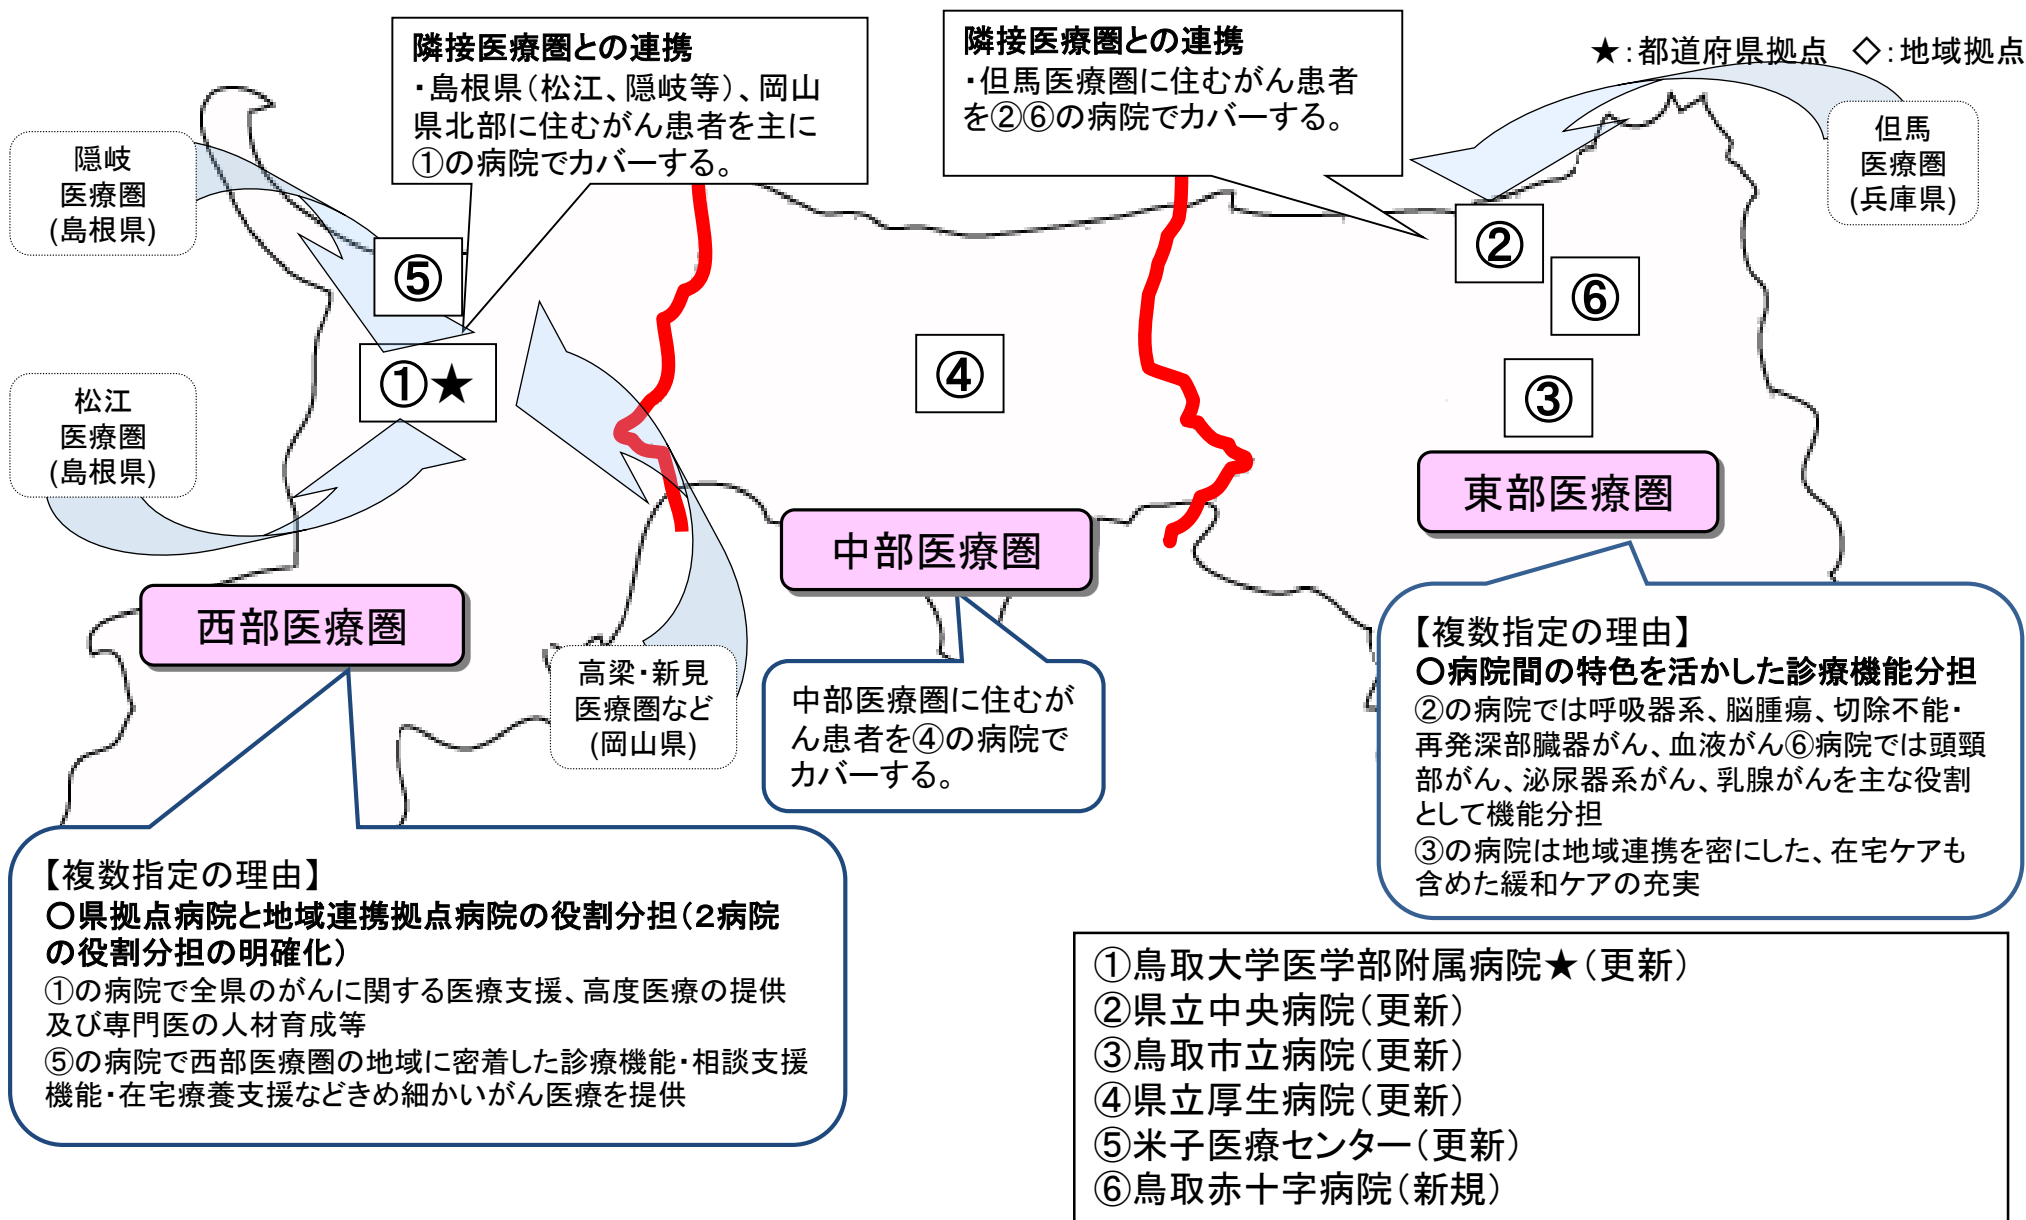 隣接医療圏との連携
・島根県（松江、隠岐等）、岡山
県北部に住むがん患者を主に
①の病院でカバーする。
隣接医療圏との連携
・但馬医療圏に住むがん患者
を②⑥の病院でカバーする。
★：都道府県拠点　◇：地域拠点
隠岐
医療圏
(島根県)
但馬
医療圏
(兵庫県)
⑤
②
⑥
①★
④
③
松江
医療圏
(島根県)
東部医療圏
中部医療圏
西部医療圏
高梁・新見
医療圏など
(岡山県)
中部医療圏に住むが
ん患者を④の病院で
カバーする。
【複数指定の理由】
〇病院間の特色を活かした診療機能分担
②の病院では呼吸器系、脳腫瘍、切除不能・
再発深部臓器がん、血液がん⑥病院では頭頸
部がん、泌尿器系がん、乳腺がんを主な役割
として機能分担
③の病院は地域連携を密にした、在宅ケアも
含めた緩和ケアの充実
【複数指定の理由】
〇県拠点病院と地域連携拠点病院の役割分担（２病院
の役割分担の明確化）
①の病院で全県のがんに関する医療支援、高度医療の提供
及び専門医の人材育成等
⑤の病院で西部医療圏の地域に密着した診療機能・相談支援
機能・在宅療養支援などきめ細かいがん医療を提供
①鳥取大学医学部附属病院★（更新）
②県立中央病院（更新）
③鳥取市立病院（更新）
④県立厚生病院（更新）
⑤米子医療センター（更新）
⑥鳥取赤十字病院（新規）